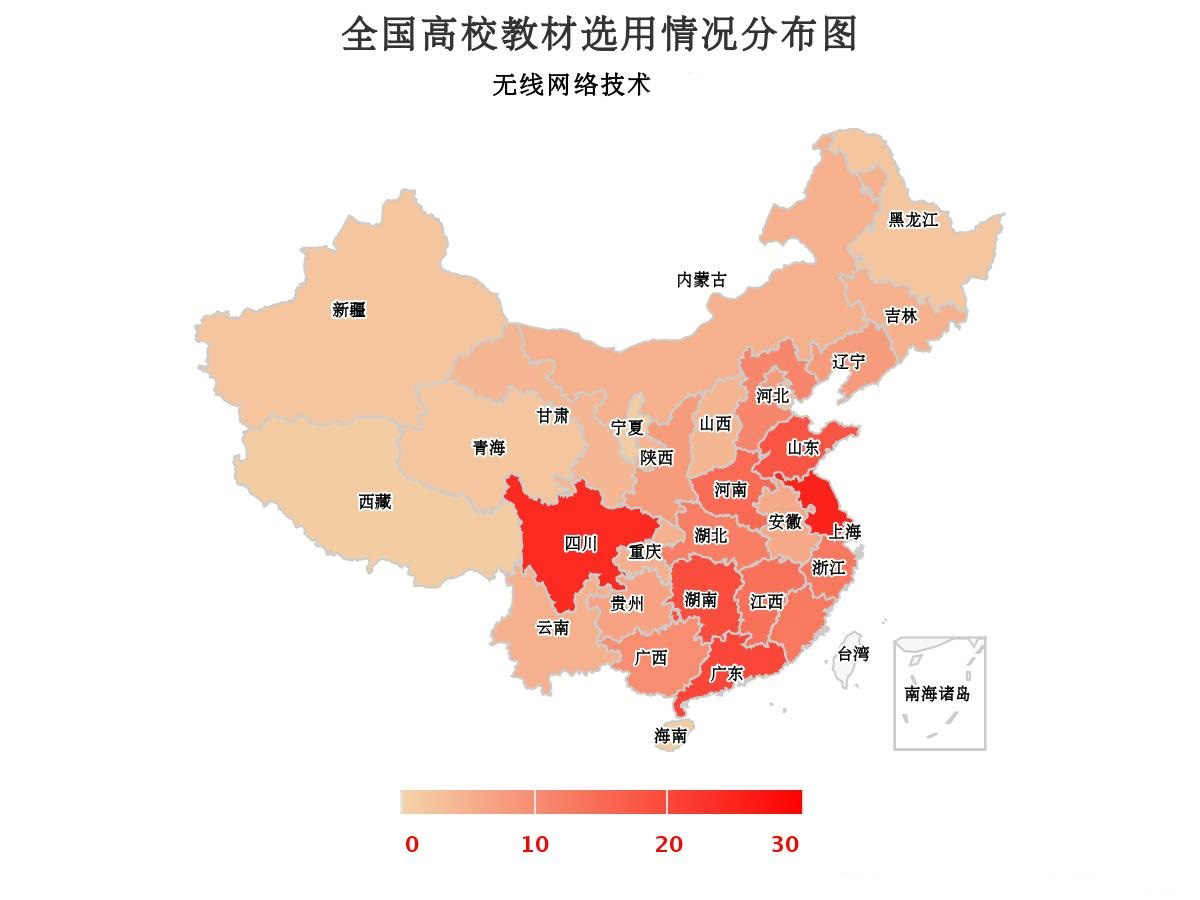 全国高校教材选用情况分布图
无线网络技术
黑龙江
内蒙古
新疆
吉林
辽宁
河北
甘肃
宁夏
山西
青海
陕西
山东
西藏
河南
安徽
上海
四川
重庆
湖北
浙江
贵州
湖南
江西
云南
广西
台湾
广东
南海诸岛
海南
0 10 20 30